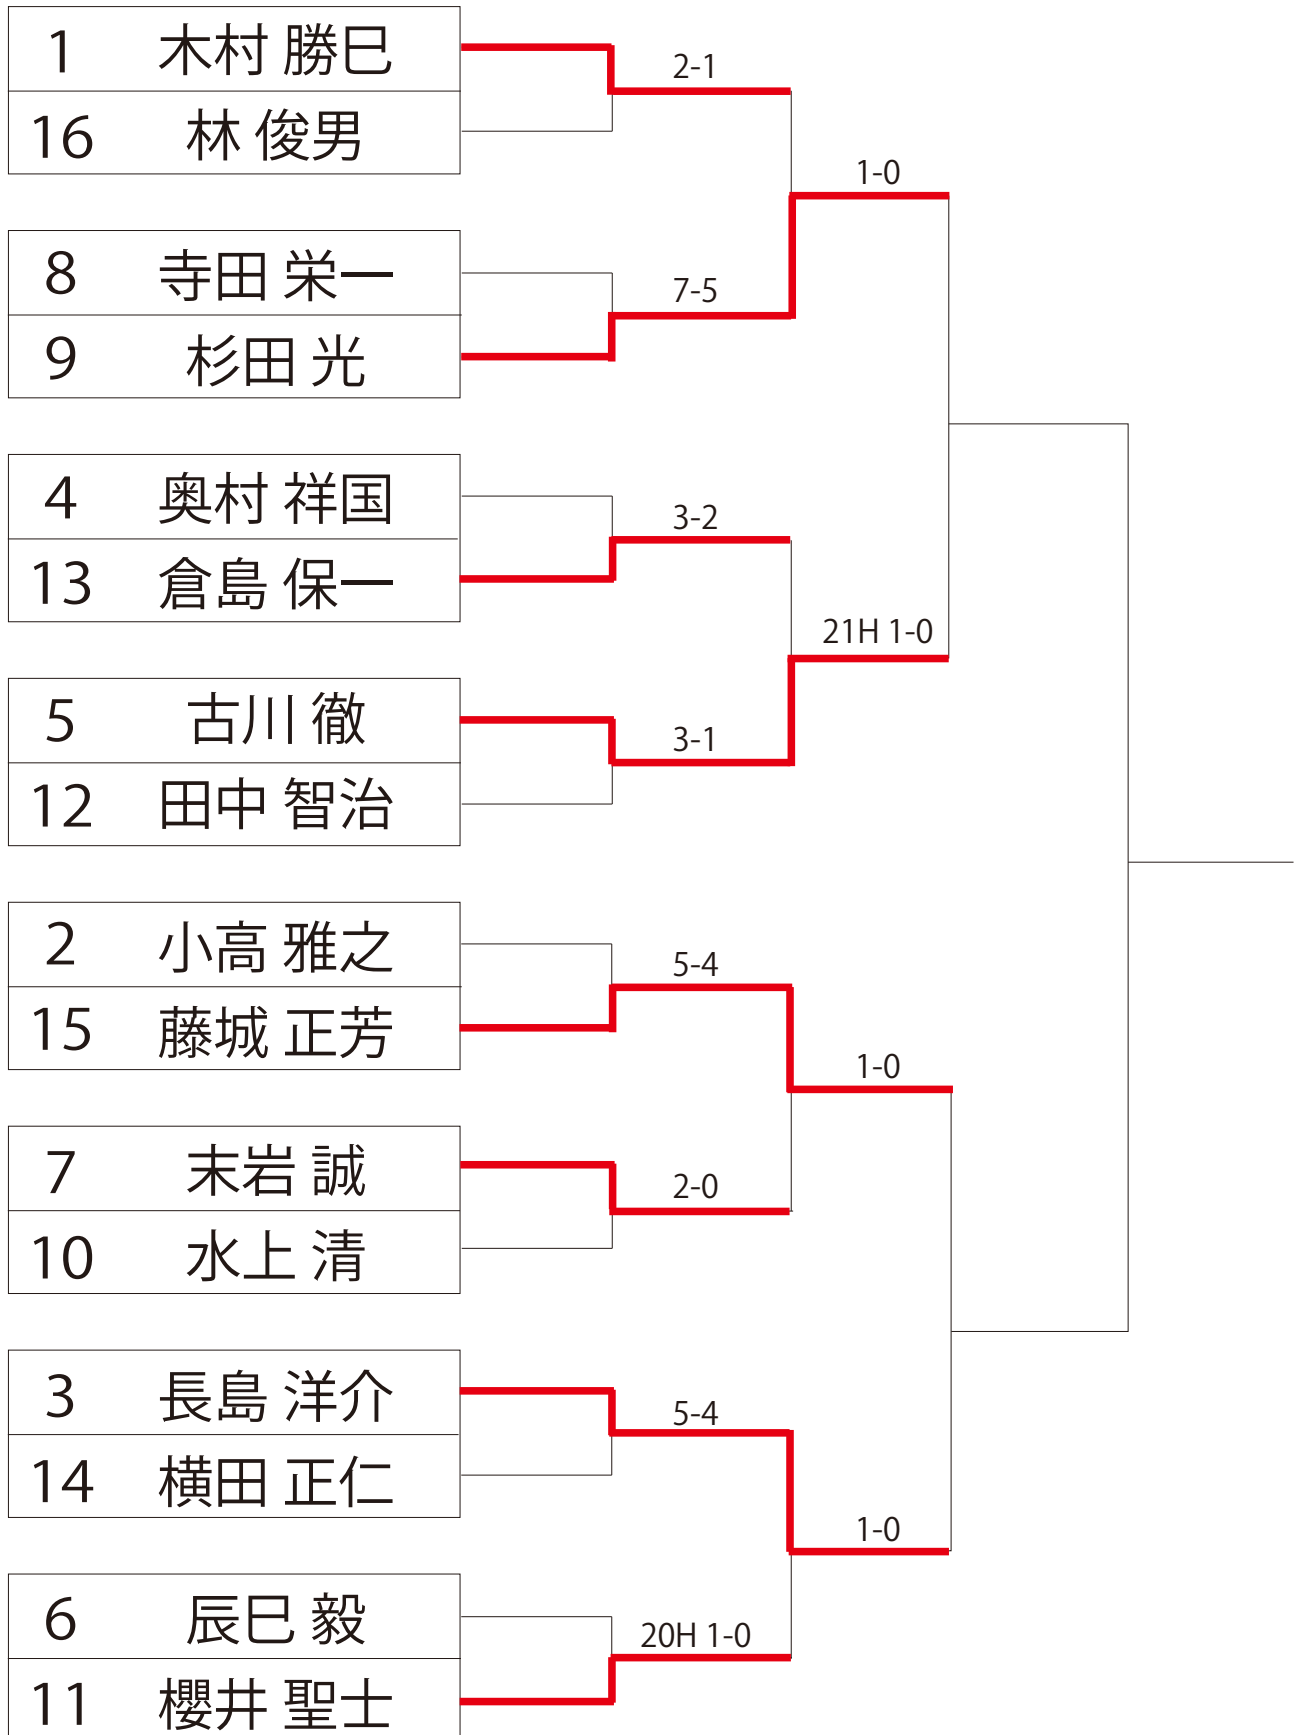 1 木村 勝巳
16 林 俊男
2-1
1-0
8 寺田 栄一
9 杉田 光
7-5
4 奥村 祥国
13 倉島 保一
3-2
21H 1-0
5 古川 徹
12 田中 智治
3-1
2 小高 雅之
15 藤城 正芳
5-4
1-0
7 末岩 誠
10 水上 清
2-0
3 長島 洋介
14 横田 正仁
5-4
1-0
6 辰巳 毅
11 櫻井 聖士
20H 1-0